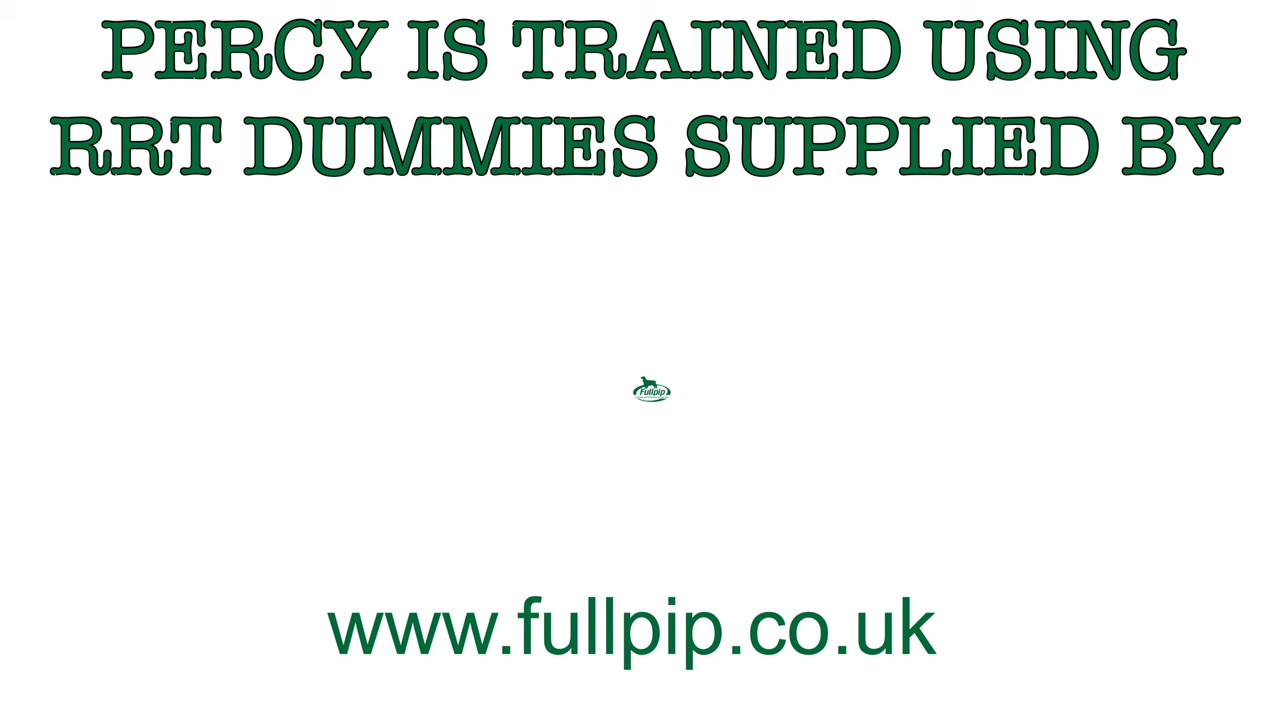 PERCY IS TRAINED USING
RRT DUMMIES SUPPLIED BY
Fullpip
www.fullpip.co.uk